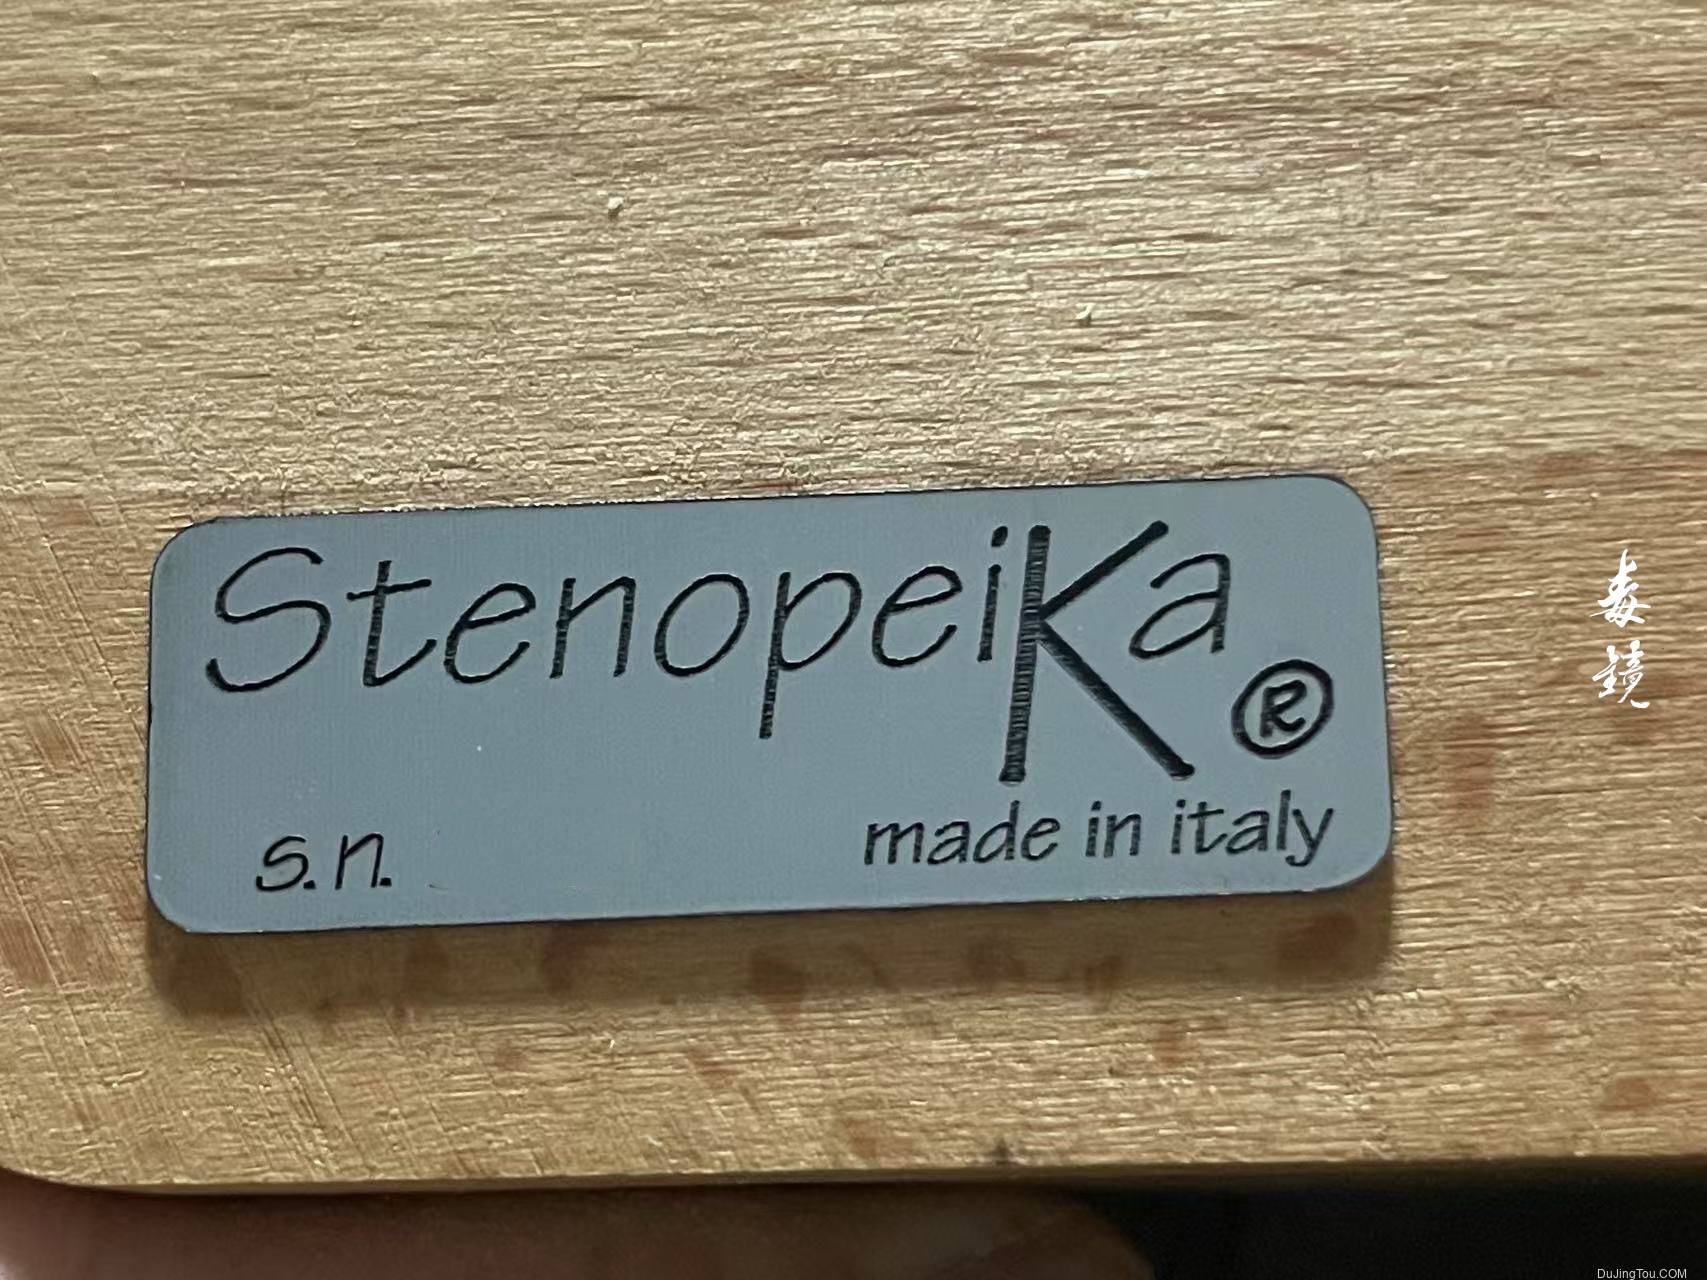 StenopeiKa®
s.n.
made in italy
毒
镜
DuJingTou.COM